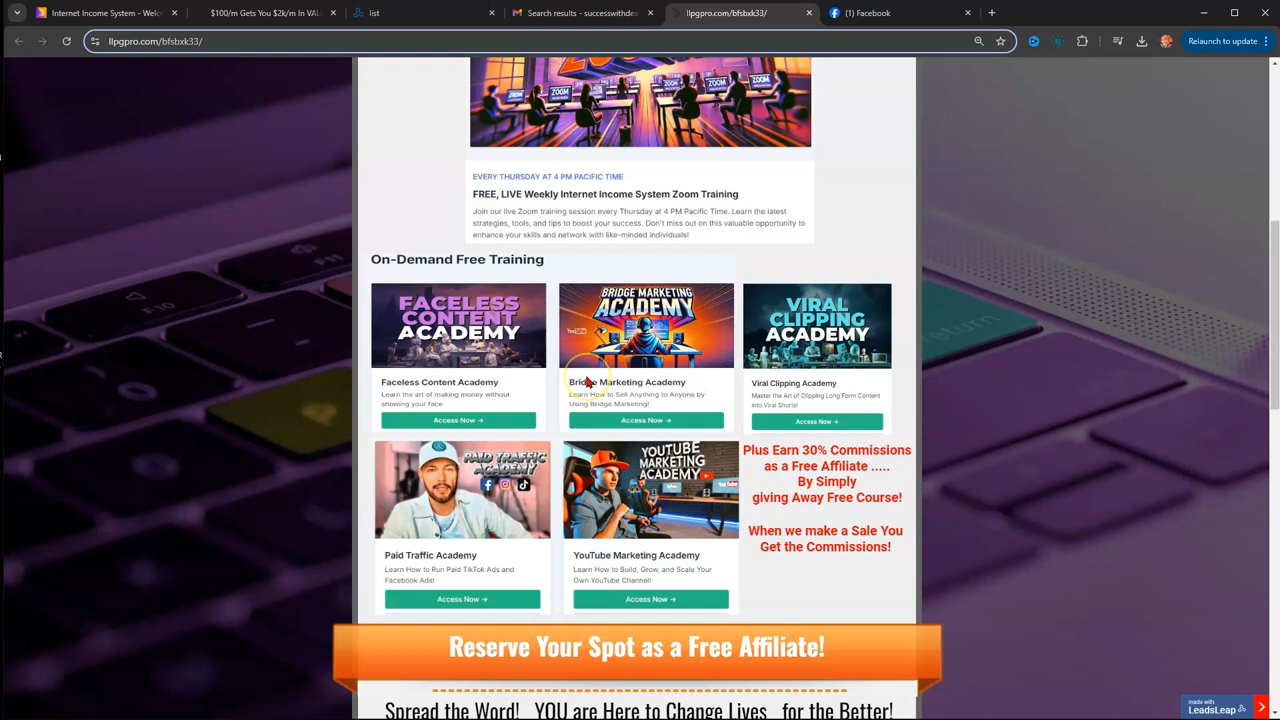 Internet Income System - Welco
$100/m Gets You $2k/m In VALU
List
Free Search
llpgpro.com/bfsbxk33/
Facebook
llpgpro.com/bfsbxk33/
Relaunch to update
ZOOM
ZOOM
ZOOM
ZOOM
ZOOM
ZOOM
EVERY THURSDAY AT 4 PM PACIFIC TIME
FREE, LIVE Weekly Internet Income System Zoom Training
Join our live Zoom training session every Thursday at 4 PM Pacific Time. Learn the latest
strategies, tools, and tips to boost your success. Don't miss out on this valuable opportunity to
enhance your skills and network with like-minded individuals!
On-Demand Free Training
FACELESS
CONTENT
ACADEMY
Faceless Content Academy
Learn the art of making money without
showing your face
Access Now →
BRIDGE MARKETING
ACADEMY
YouTube
Bridge Marketing Academy
Learn How to Sell Anything to Anyone by
Using Bridge Marketing!
Access Now →
VIRAL
CLIPPING
ACADEMY
Viral Clipping Academy
Master the Art of Clipping Long Form Content
into Viral Shorts!
Access Now →
PAID TRAFFIC
ACADEMY
Paid Traffic Academy
Learn How to Run Paid TikTok Ads and
Facebook Ads!
Access Now →
YOUTUBE
MARKETING
ACADEMY
YouTube Marketing Academy
Learn How to Build, Grow, and Scale Your
Own YouTube Channel!
Access Now →
Plus Earn 30% Commissions
as a Free Affiliate .....
By Simply
giving Away Free Course!
When we make a Sale You
Get the Commissions!
Reserve Your Spot as a Free Affiliate!
Spread the Word! YOU are Here to Change Lives for the Better!
made with
LeadsLeap